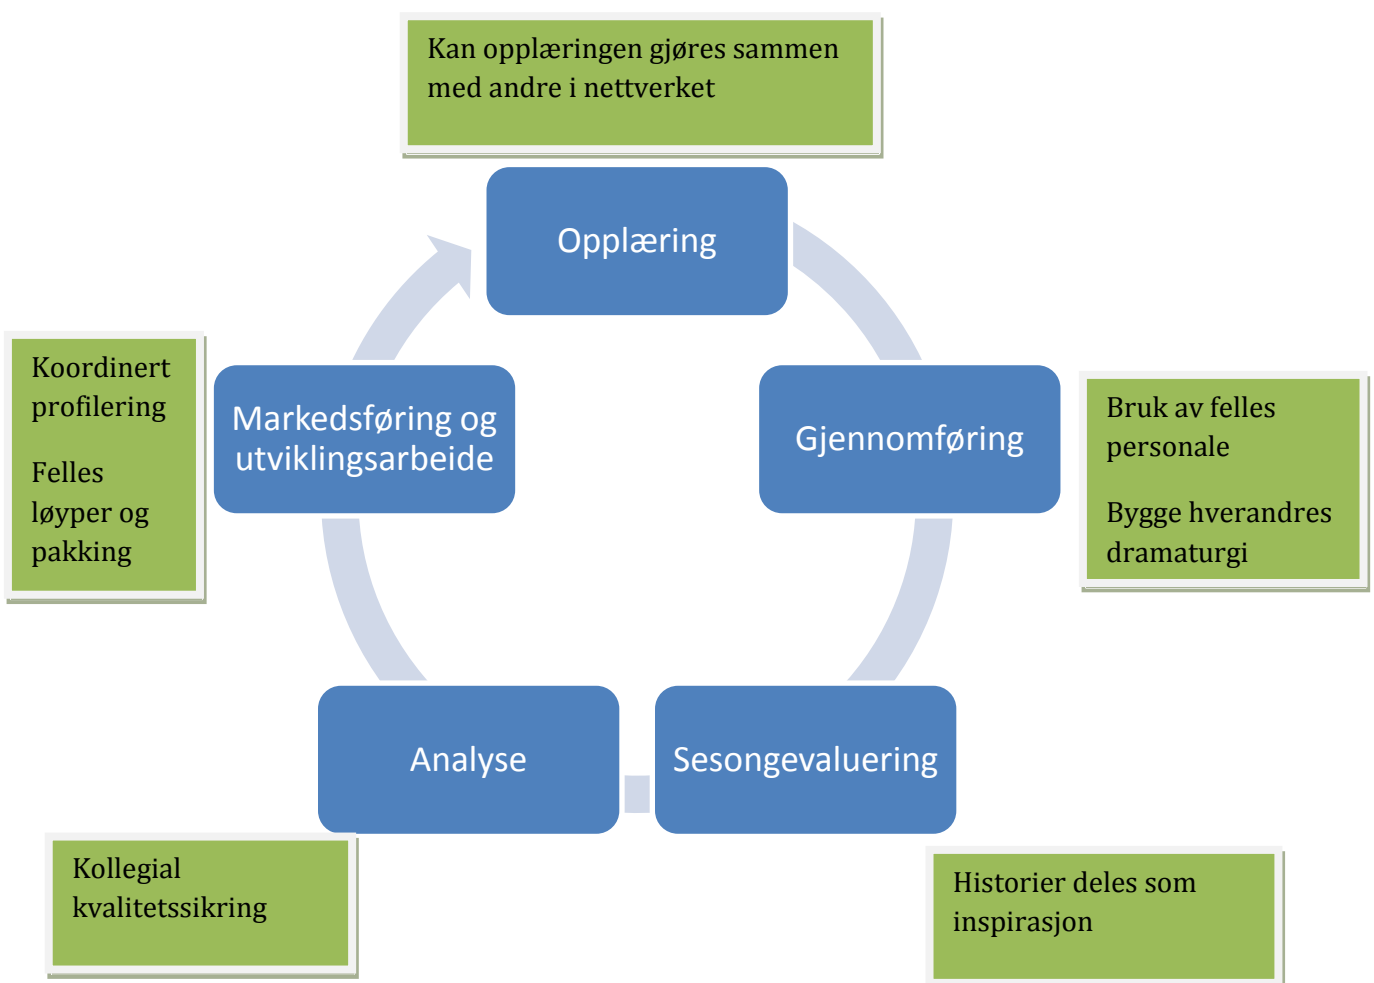 Kan opplæringen gjøres sammen
med andre i nettverket
Opplæring
Koordinert
profilering
Felles
løyper og
pakking
Markedsføring og
utviklingsarbeide
Gjennomføring
Bruk av felles
personale
Bygge hverandres
dramaturgi
Analyse
Sesongevaluering
Kollegial
kvalitetssikring
Historier deles som
inspirasjon